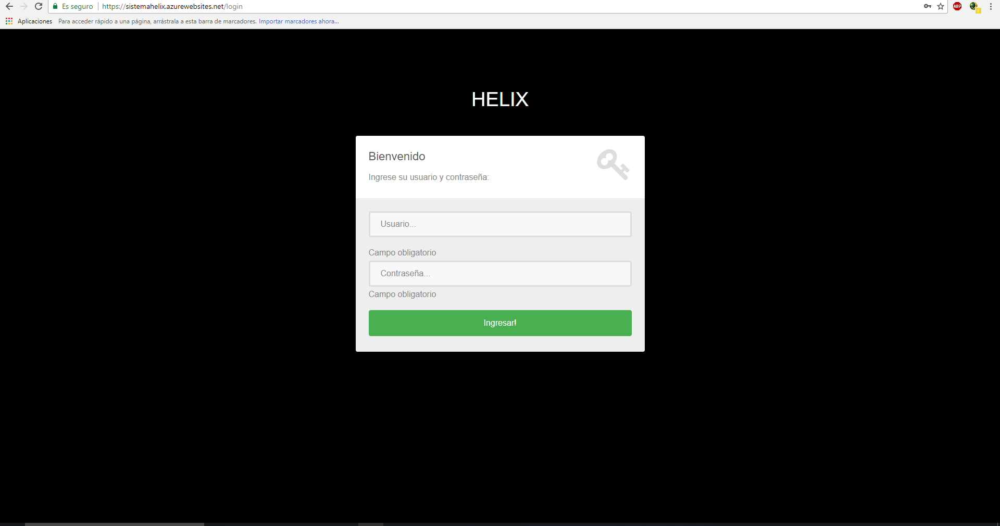 Es seguro https://sistemahelix.azurewebsites.net/login
ABP
Aplicaciones Para acceder rápido a una página, arrástrala a esta barra de marcadores. Importar marcadores ahora...
HELIX
Bienvenido
Ingrese su usuario y contraseña:
Usuario...
Campo obligatorio
Contraseña...
Campo obligatorio
Ingresar!